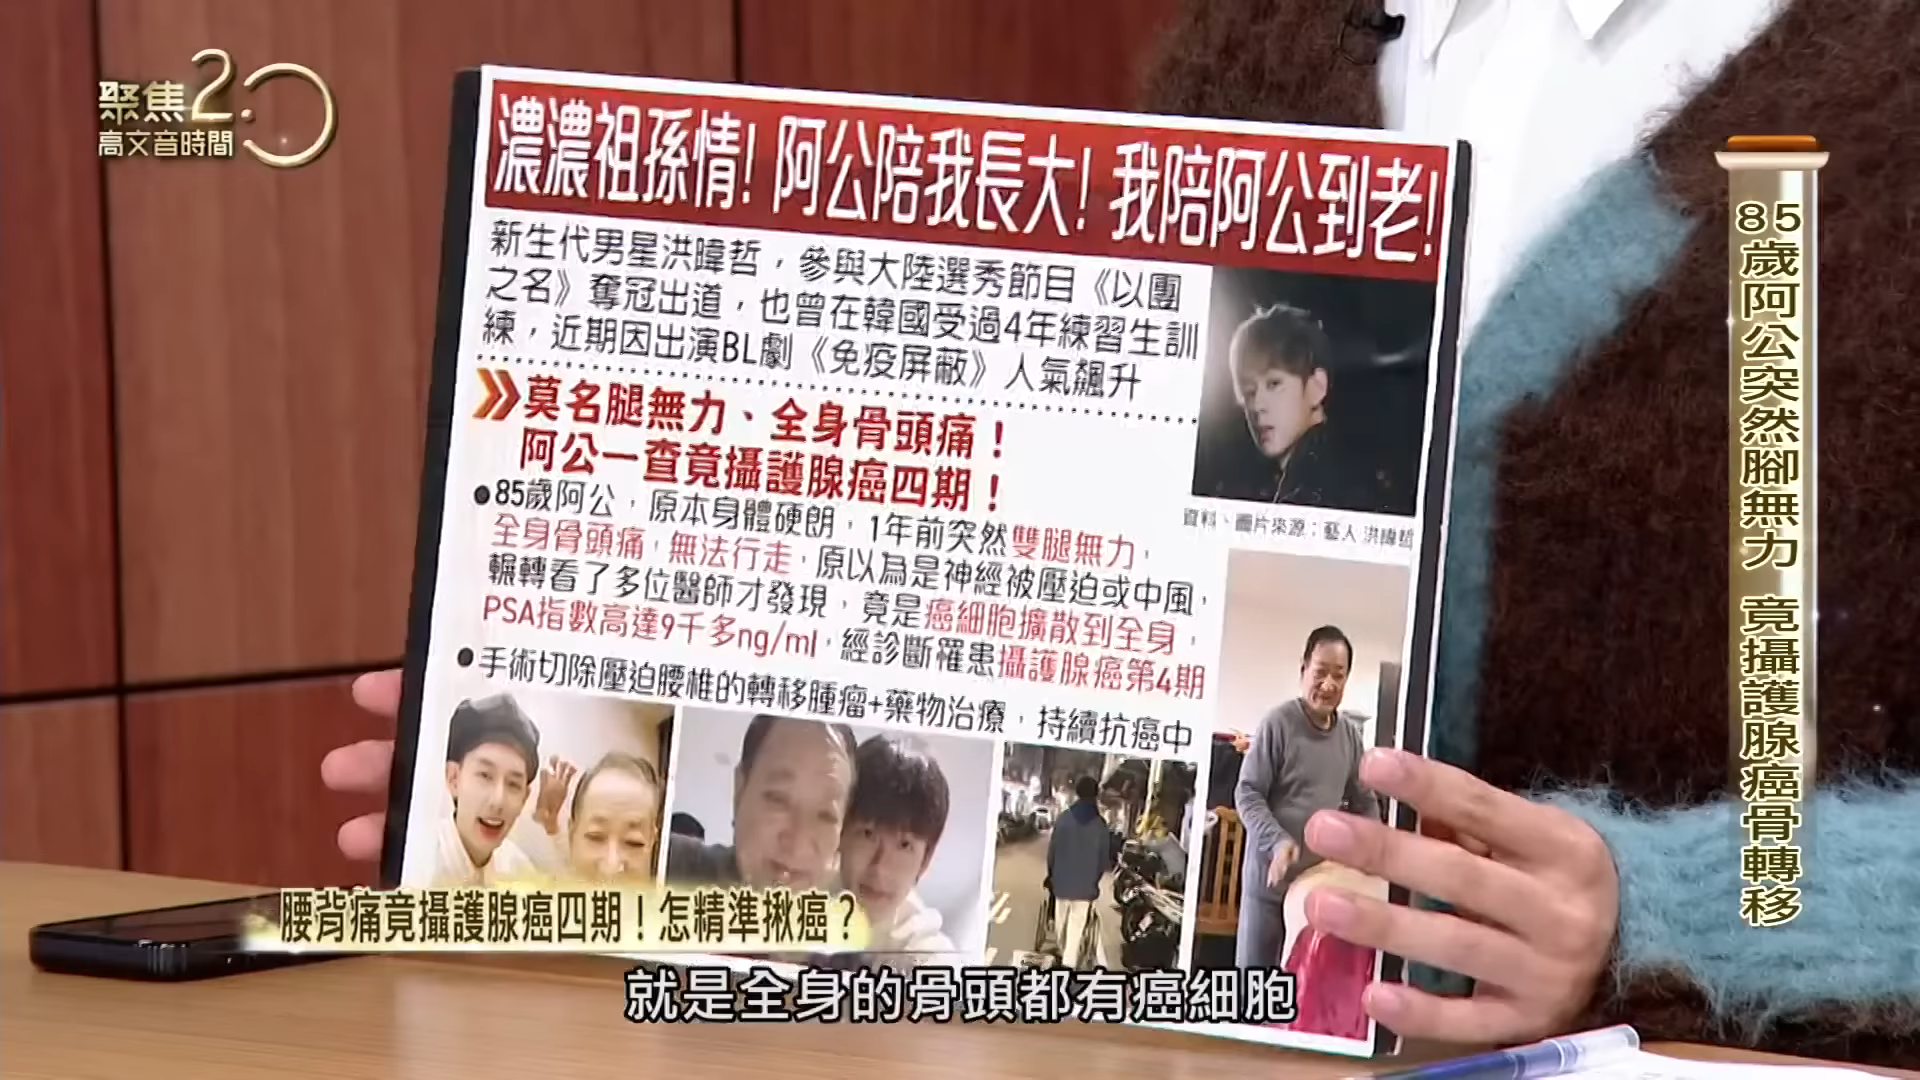 聚焦2.0
高文音時間
濃濃祖孫情!阿公陪我長大!我陪阿公到老!
新生代男星洪暐哲，參與大陸選秀節目《以團
之名》奪冠出道，也曾在韓國受過4年練習生訓
練，近期因出演BL劇《免疫屏蔽》人氣飆升
莫名腿無力、全身骨頭痛！
阿公一查竟攝護腺癌四期！
●85歲阿公，原本身體硬朗，1年前突然雙腿無力，
全身骨頭痛，無法行走，原以為是神經被壓迫或中風，
輾轉看了多位醫師才發現，竟是癌細胞擴散到全身，
PSA指數高達9千多ng/ml，經診斷罹患攝護腺癌第4期
●手術切除壓迫腰椎的轉移腫瘤+藥物治療，持續抗癌中
資料、圖片來源：藝人 洪暐哲
85歲阿公突然腳無力 竟攝護腺癌骨轉移
腰背痛竟攝護腺癌四期！怎精準揪癌？
就是全身的骨頭都有癌細胞